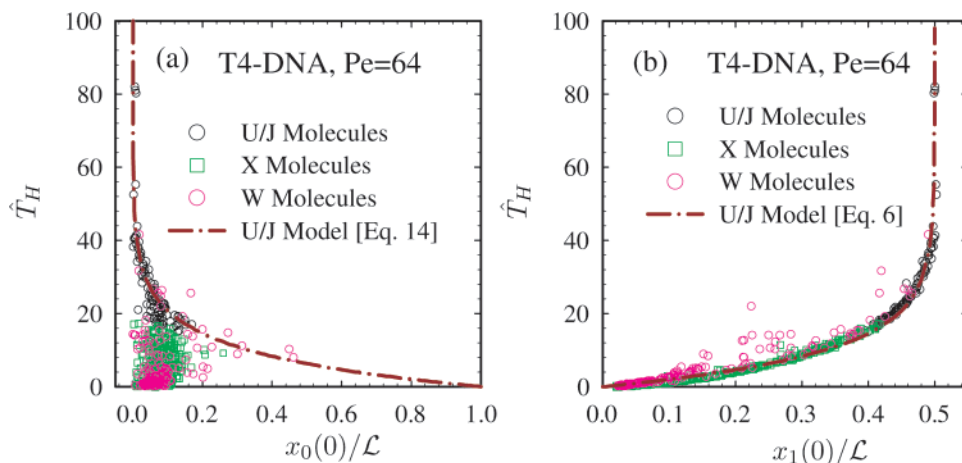 100
80
60
40
20
0
T̂_H
(a) T4-DNA, Pe=64
U/J Molecules
X Molecules
W Molecules
U/J Model [Eq. 14]
0.0 0.2 0.4 0.6 0.8 1.0
x₀(0)/ℒ
100
80
60
40
20
0
T̂_H
(b) T4-DNA, Pe=64
U/J Molecules
X Molecules
W Molecules
U/J Model [Eq. 6]
0.0 0.1 0.2 0.3 0.4 0.5
x₁(0)/ℒ